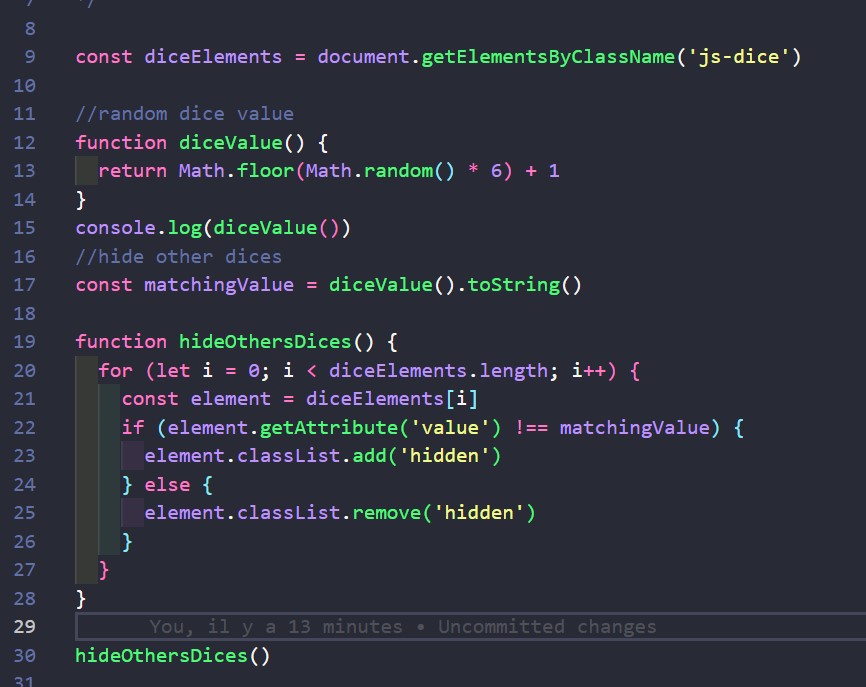 7 */
8
9 const diceElements = document.getElementsByClassName('js-dice')
10
11 //random dice value
12 function diceValue() {
13   return Math.floor(Math.random() * 6) + 1
14 }
15 console.log(diceValue())
16 //hide other dices
17 const matchingValue = diceValue().toString()
18
19 function hideOthersDices() {
20   for (let i = 0; i < diceElements.length; i++) {
21     const element = diceElements[i]
22     if (element.getAttribute('value') !== matchingValue) {
23       element.classList.add('hidden')
24     } else {
25       element.classList.remove('hidden')
26     }
27   }
28 }
29 You, il y a 13 minutes • Uncommitted changes
30 hideOthersDices()
31